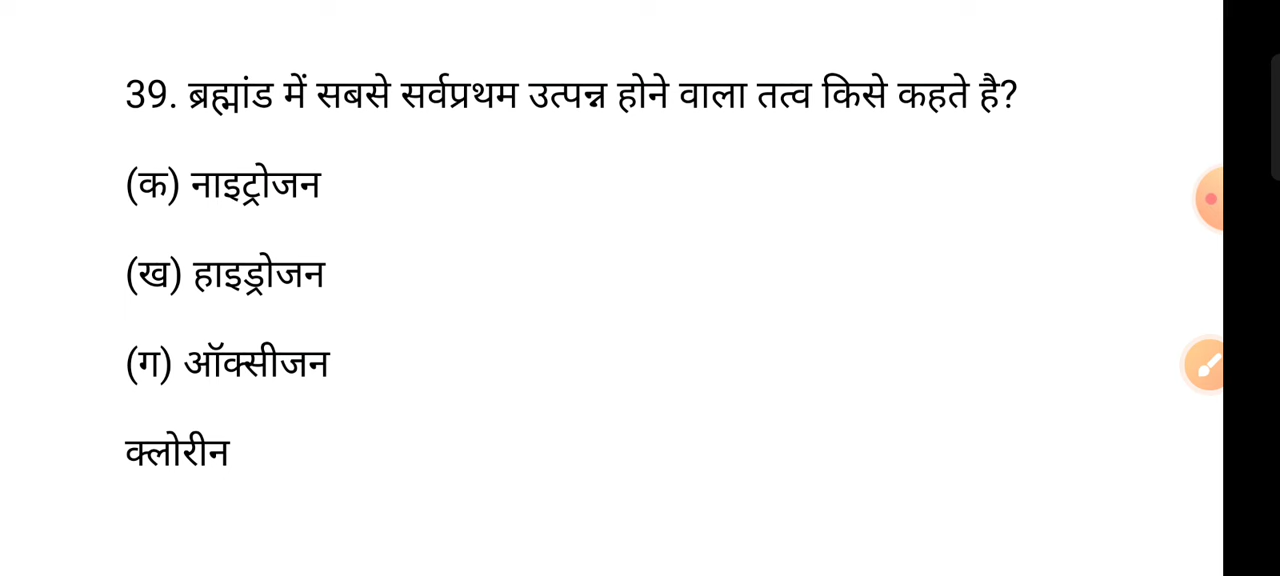 39. ब्रह्मांड में सबसे सर्वप्रथम उत्पन्न होने वाला तत्व किसे कहते है?
(क) नाइट्रोजन
(ख) हाइड्रोजन
(ग) ऑक्सीजन
क्लोरीन